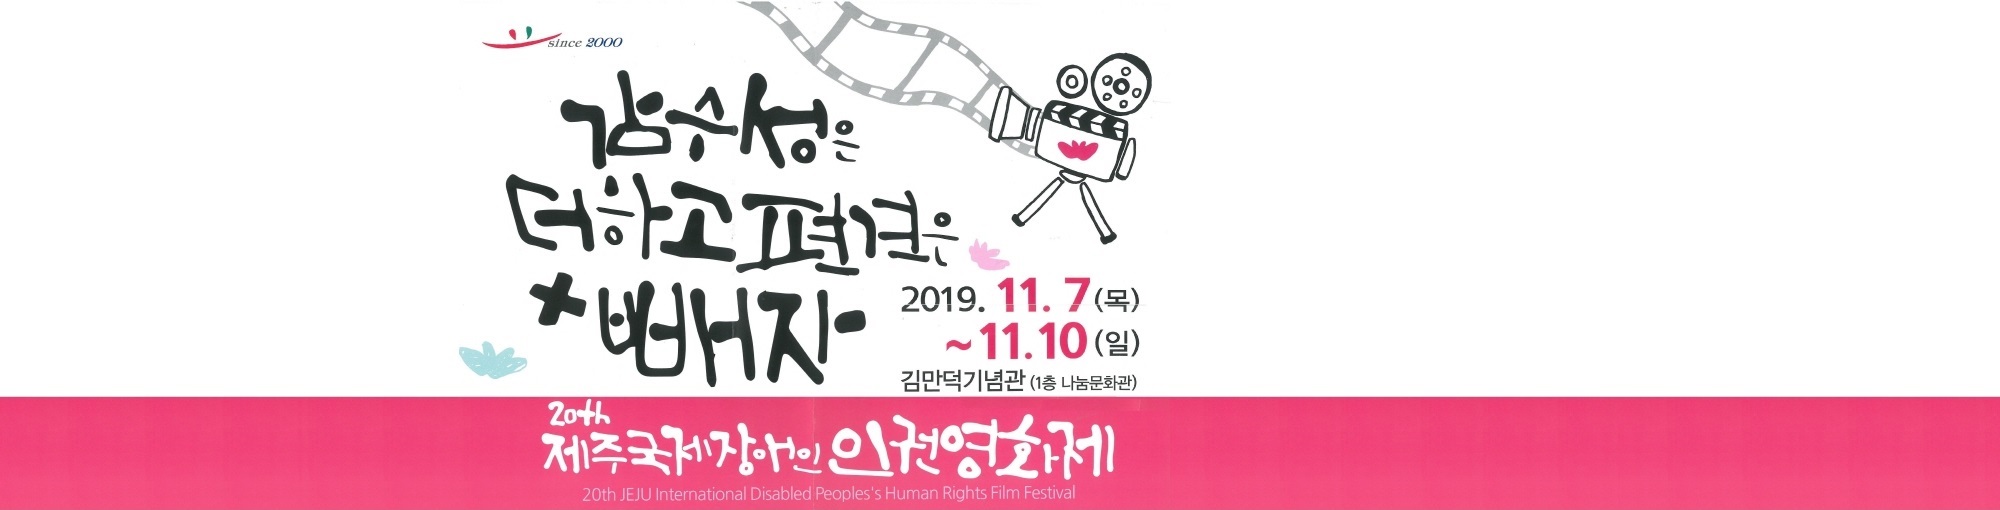 since 2000
감수성은
더하고 편견은
빼자
2019. 11. 7 (목)
~ 11. 10 (일)
김만덕기념관 (1층 나눔문화관)
20th
제주국제장애인 인권영화제
20th JEJU International Disabled Peoples's Human Rights Film Festival